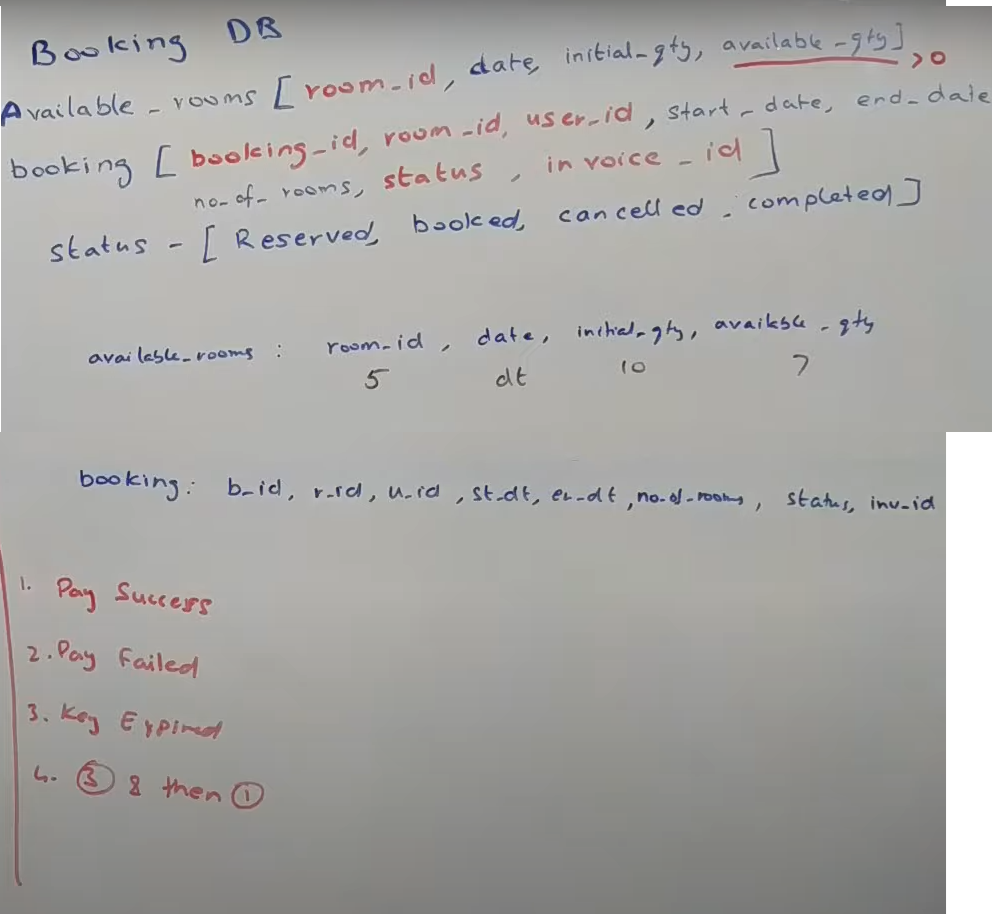 Booking DB
Available_rooms [room_id, date, initial_qty, available_qty] >0
booking [booking_id, room_id, user_id, start_date, end_date
no_of_rooms, status, invoice_id]
status - [Reserved, booked, cancelled, completed]
available_rooms : room_id, date, initial_qty, available_qty
5 dt 10 7
booking: b_id, r_id, u_id, st_dt, en_dt, no_of_rooms, status, inv_id
1. Pay Success
2. Pay Failed
3. Key Expired
4. ③ & then ①